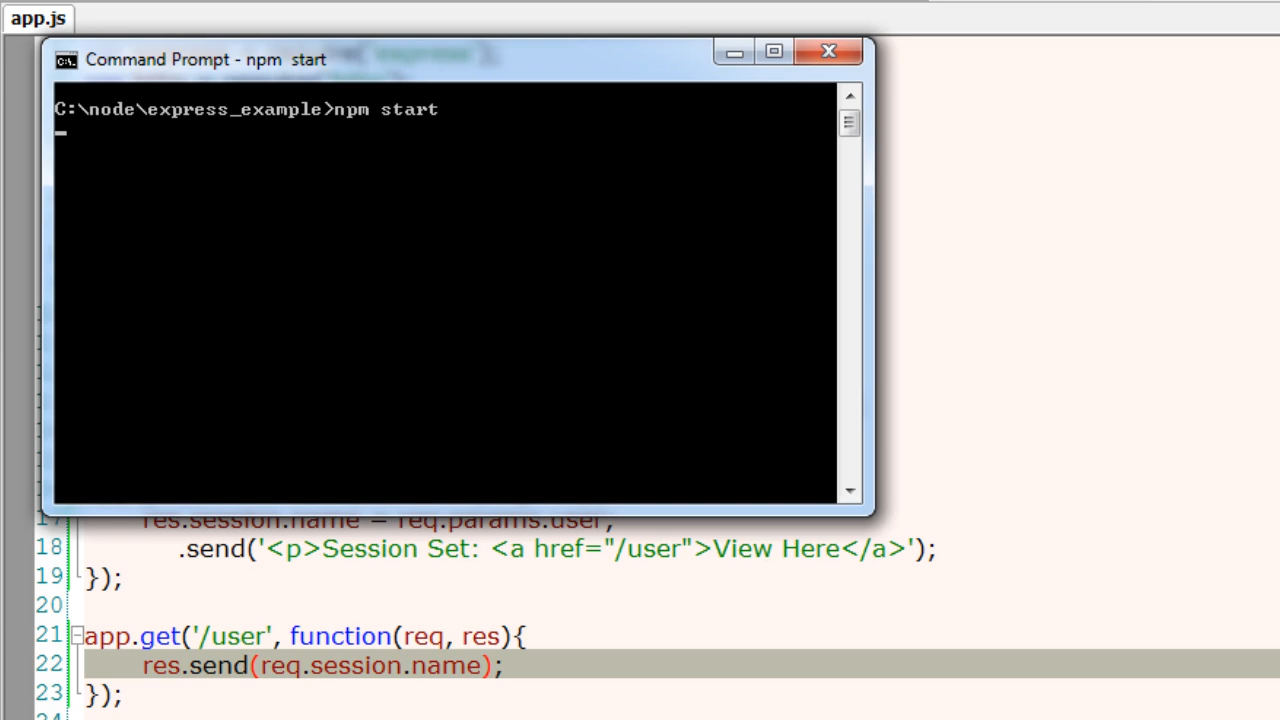 app.js
Command Prompt - npm start
C:\node\express_example>npm start
17 res.session.name = req.params.user;
18 .send('<p>Session Set: <a href="/user">View Here</a>');
19 });
20
21 app.get('/user', function(req, res){
22 res.send(req.session.name);
23 });
24